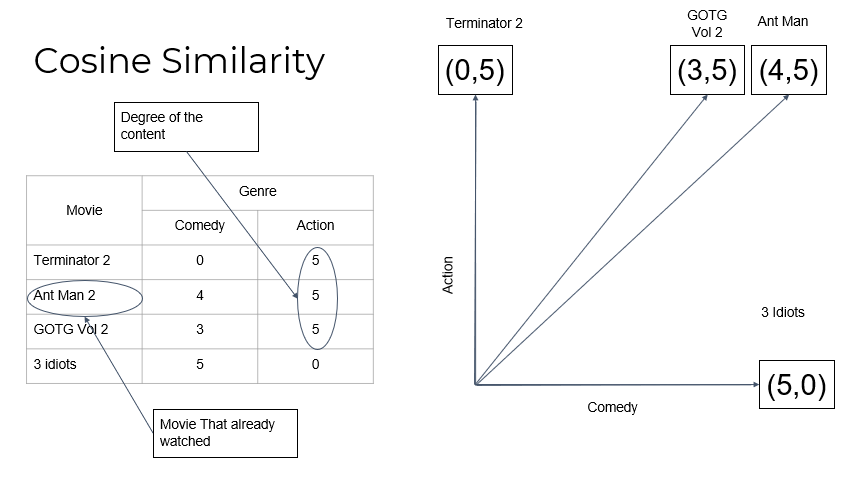 Cosine Similarity
Degree of the
content
Movie
Genre
Comedy
Action
Terminator 2
0
5
Ant Man 2
4
5
GOTG Vol 2
3
5
3 idiots
5
0
Movie That already
watched
Terminator 2
(0,5)
GOTG
Vol 2
(3,5)
Ant Man
(4,5)
Action
3 Idiots
(5,0)
Comedy